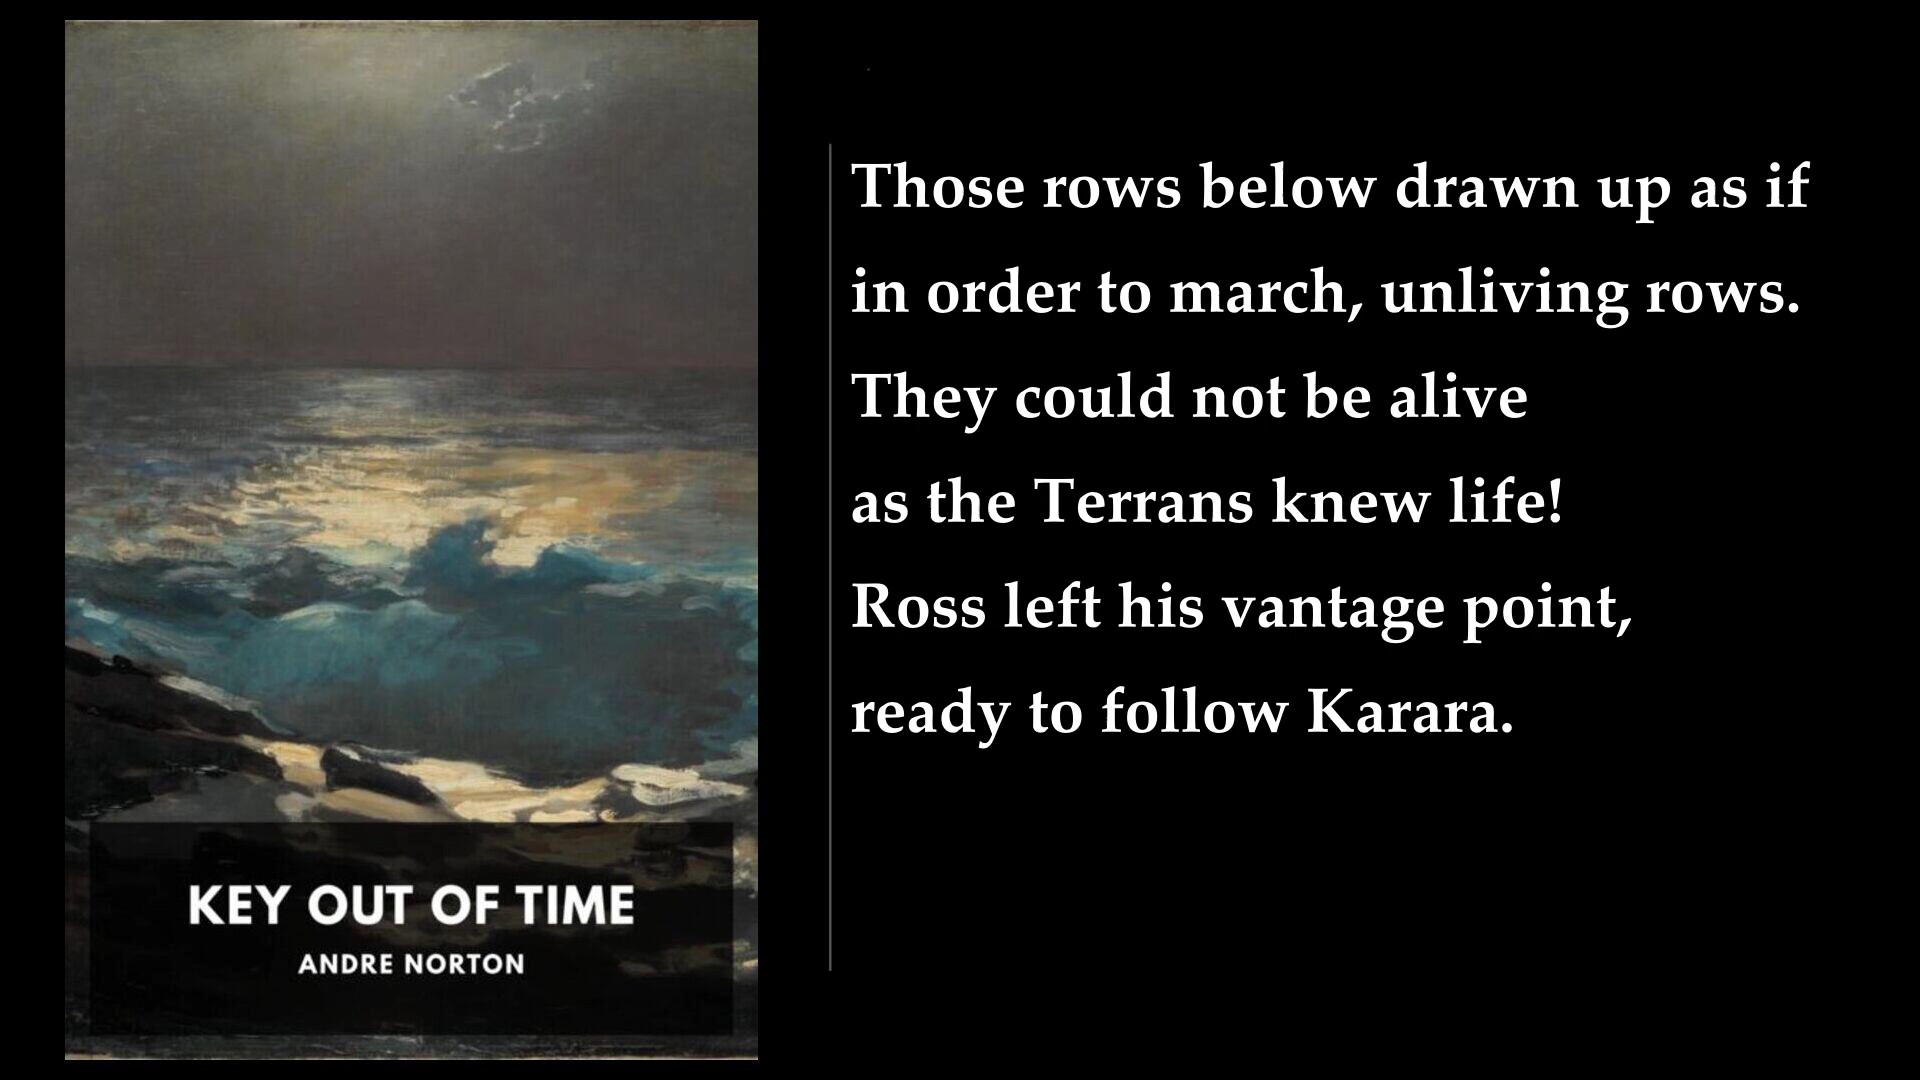 Those rows below drawn up as if
in order to march, unliving rows.
They could not be alive
as the Terrans knew life!
Ross left his vantage point,
ready to follow Karara.
KEY OUT OF TIME
ANDRE NORTON